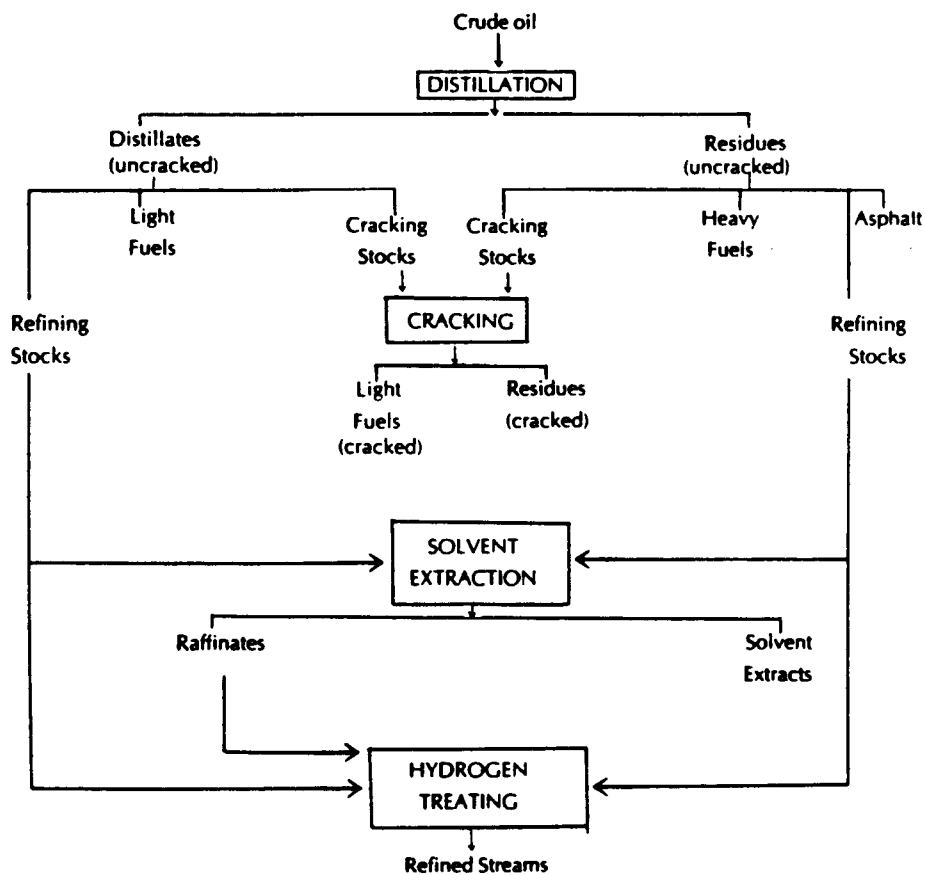 Crude oil
DISTILLATION
Distillates
(uncracked)
Residues
(uncracked)
Light
Fuels
Cracking
Stocks
Cracking
Stocks
Heavy
Fuels
Asphalt
Refining
Stocks
CRACKING
Refining
Stocks
Light
Fuels
(cracked)
Residues
(cracked)
SOLVENT
EXTRACTION
Raffinates
Solvent
Extracts
HYDROGEN
TREATING
Refined Streams